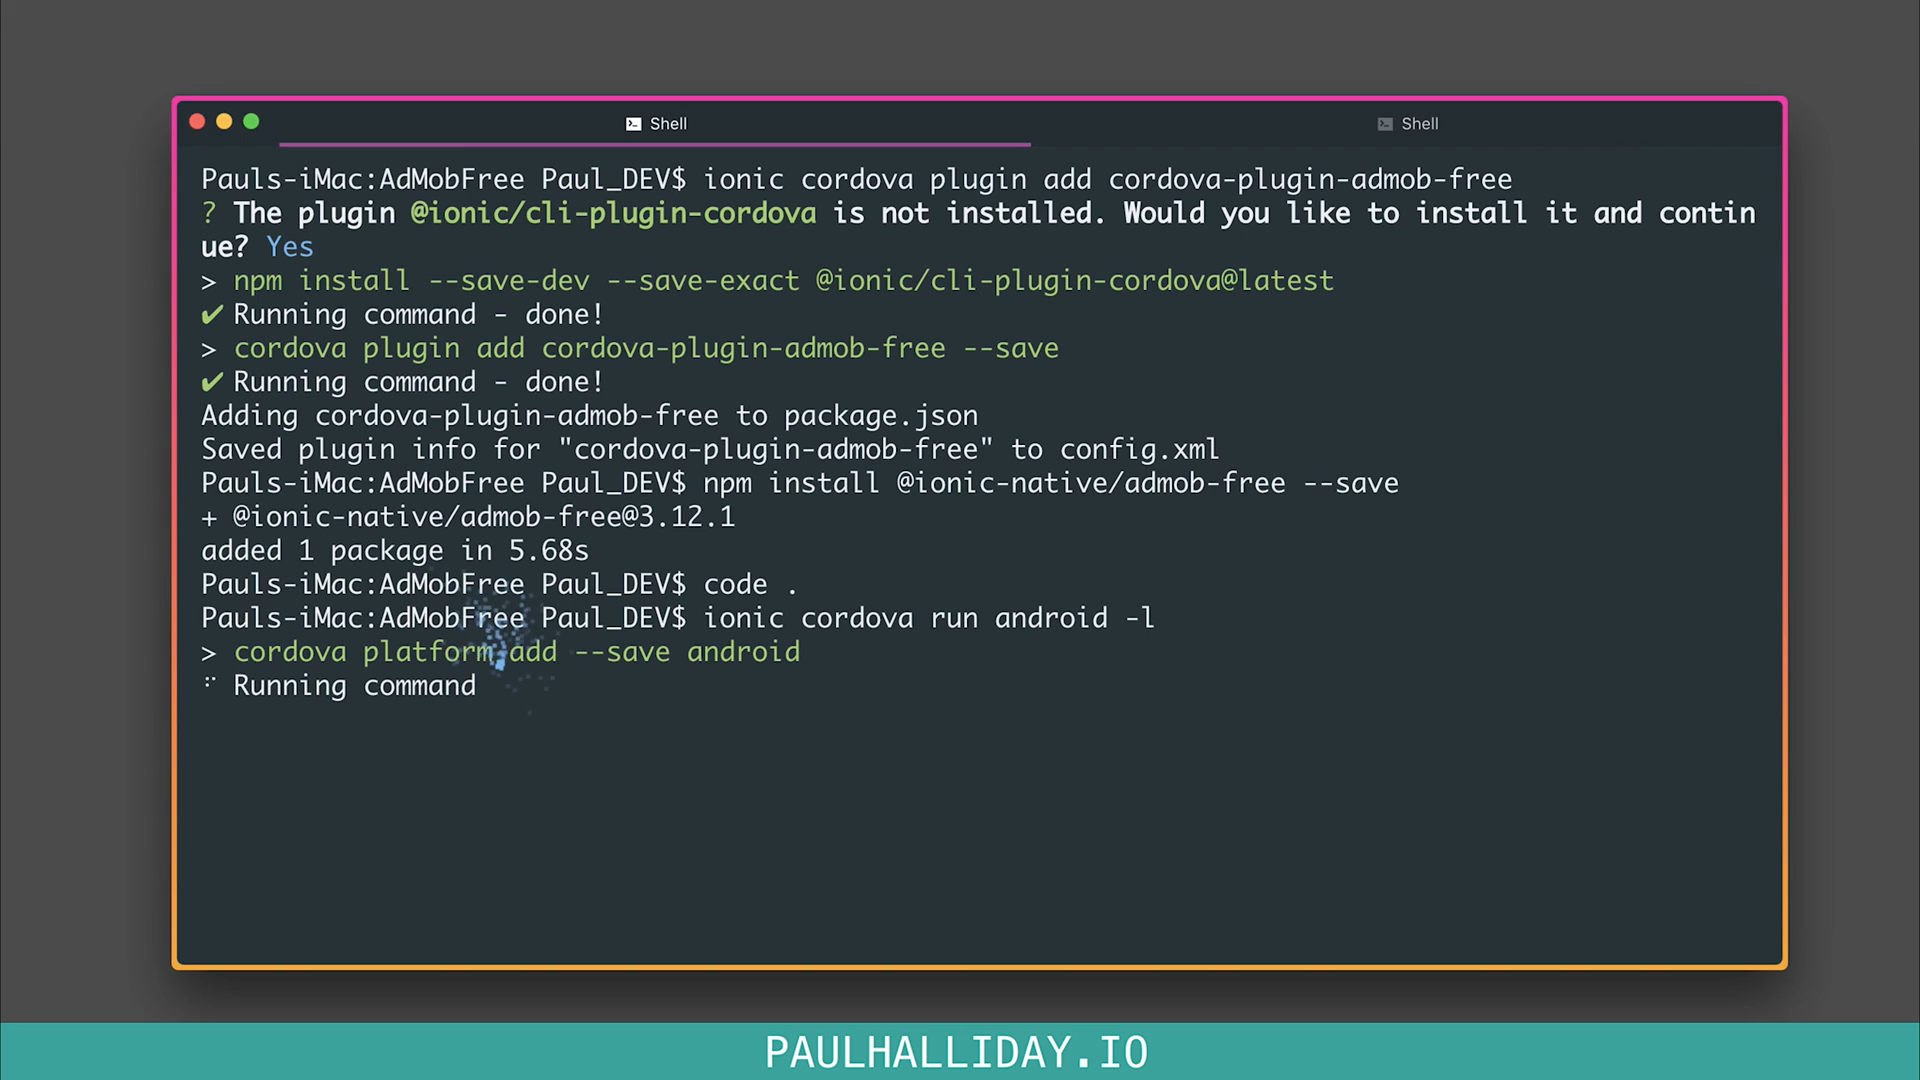 Shell
Shell
Pauls-iMac:AdMobFree Paul_DEV$ ionic cordova plugin add cordova-plugin-admob-free
? The plugin @ionic/cli-plugin-cordova is not installed. Would you like to install it and contin
ue? Yes
> npm install --save-dev --save-exact @ionic/cli-plugin-cordova@latest
✔ Running command - done!
> cordova plugin add cordova-plugin-admob-free --save
✔ Running command - done!
Adding cordova-plugin-admob-free to package.json
Saved plugin info for "cordova-plugin-admob-free" to config.xml
Pauls-iMac:AdMobFree Paul_DEV$ npm install @ionic-native/admob-free --save
+ @ionic-native/admob-free@3.12.1
added 1 package in 5.68s
Pauls-iMac:AdMobFree Paul_DEV$ code .
Pauls-iMac:AdMobFree Paul_DEV$ ionic cordova run android -l
> cordova platform add --save android
Running command
PAULHALLIDAY.IO